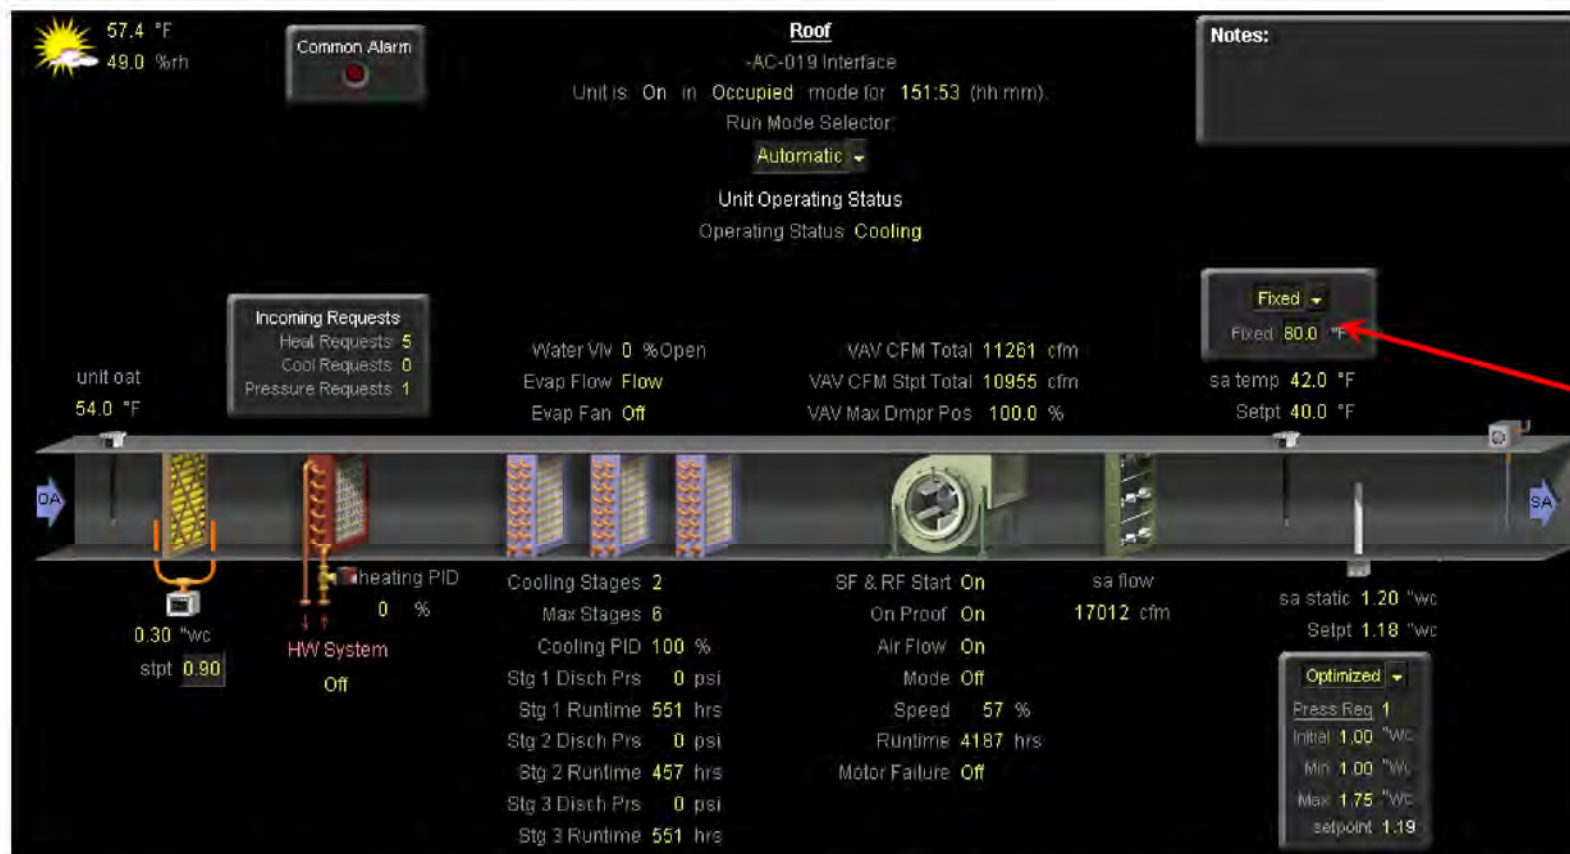 57.4 °F
49.0 %rh
Common Alarm
Roof
-AC-019 Interface
Unit is On in Occupied mode for 151:53 (hh:mm).
Run Mode Selector:
Automatic
Unit Operating Status
Operating Status Cooling
Notes:
Incoming Requests
Heat Requests 5
Cool Requests 0
Pressure Requests 1
unit oat
54.0 °F
Water Vlv 0 %Open
Evap Flow Flow
Evap Fan Off
VAV CFM Total 11261 cfm
VAV CFM Stpt Total 10955 cfm
VAV Max Dmpr Pos 100.0 %
Fixed
Fixed 80.0 °F
sa temp 42.0 °F
Setpt 40.0 °F
OA
SA
0.30 "wc
stpt 0.90
heating PID
0 %
HW System
Off
Cooling Stages 2
Max Stages 6
Cooling PID 100 %
Stg 1 Disch Prs 0 psi
Stg 1 Runtime 551 hrs
Stg 2 Disch Prs 0 psi
Stg 2 Runtime 457 hrs
Stg 3 Disch Prs 0 psi
Stg 3 Runtime 551 hrs
SF & RF Start On
On Proof On
Air Flow On
Mode Off
Speed 57 %
Runtime 4187 hrs
Motor Failure Off
sa flow
17012 cfm
sa static 1.20 "wc
Setpt 1.18 "wc
Optimized
Press Req 1
Initial 1.00 "Wc
Min 1.00 "Wc
Max 1.75 "Wc
setpoint 1.19